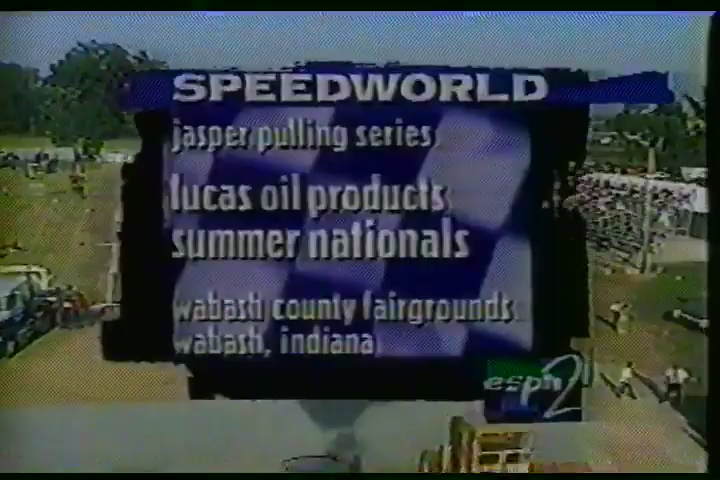 SPEEDWORLD
jasper pulling series
lucas oil products
summer nationals
wabash county fairgrounds
wabash, indiana
espn2